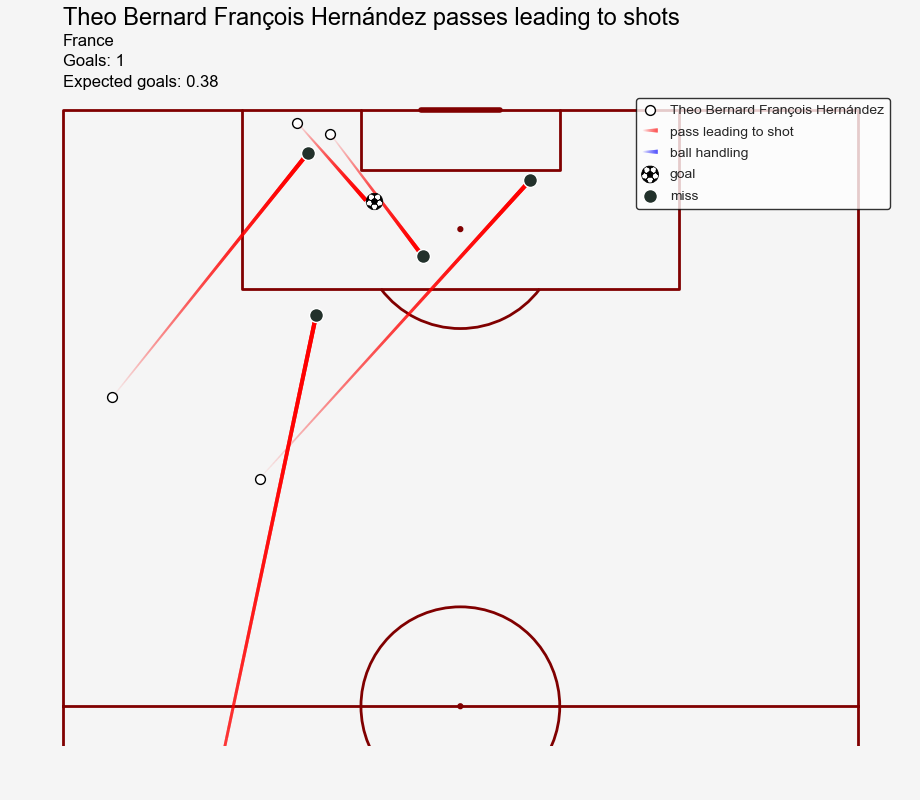 Theo Bernard François Hernández passes leading to shots
France
Goals: 1
Expected goals: 0.38
Theo Bernard François Hernández
pass leading to shot
ball handling
goal
miss